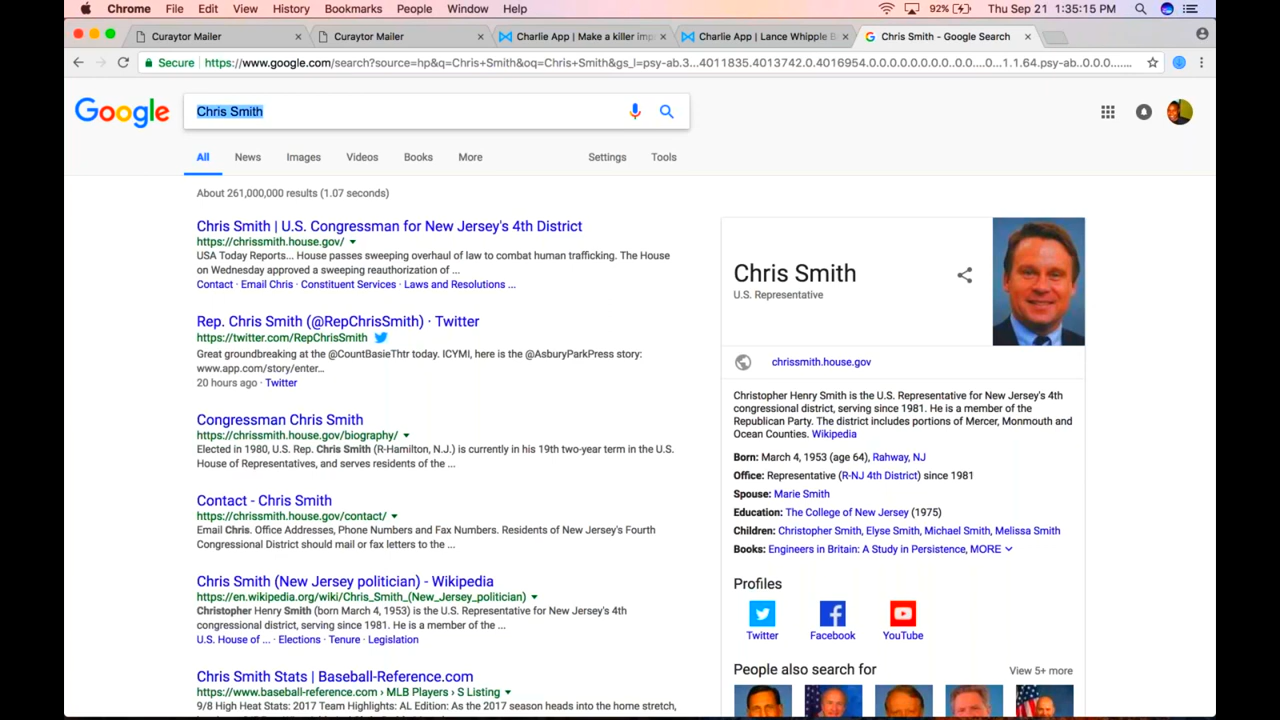 Chrome File Edit View History Bookmarks People Window Help 92% Thu Sep 21 1:35:15 PM
Curaytor Mailer Curaytor Mailer Charlie App | Make a killer imp Charlie App | Lance Whipple B Chris Smith - Google Search
Secure https://www.google.com/search?source=hp&q=Chris+Smith&oq=Chris+Smith&gs_l=psy-ab.3...4011835.4013742.0.4016954.0.0.0.0.0.0.0.0..0.0....0...1.1.64.psy-ab..0.0.0....
Google Chris Smith
All News Images Videos Books More Settings Tools
About 261,000,000 results (1.07 seconds)
Chris Smith | U.S. Congressman for New Jersey's 4th District
https://chrissmith.house.gov/
USA Today Reports... House passes sweeping overhaul of law to combat human trafficking. The House
on Wednesday approved a sweeping reauthorization of ...
Contact · Email Chris · Constituent Services · Laws and Resolutions ...
Rep. Chris Smith (@RepChrisSmith) · Twitter
https://twitter.com/RepChrisSmith
Great groundbreaking at the @CountBasieThtr today. ICYMI, here is the @AsburyParkPress story:
www.app.com/story/enter...
20 hours ago · Twitter
Congressman Chris Smith
https://chrissmith.house.gov/biography/
Elected in 1980, U.S. Rep. Chris Smith (R-Hamilton, N.J.) is currently in his 19th two-year term in the U.S.
House of Representatives, and serves residents of the ...
Contact - Chris Smith
https://chrissmith.house.gov/contact/
Email Chris. Office Addresses, Phone Numbers and Fax Numbers. Residents of New Jersey's Fourth
Congressional District should mail or fax letters to the ...
Chris Smith (New Jersey politician) - Wikipedia
https://en.wikipedia.org/wiki/Chris_Smith_(New_Jersey_politician)
Christopher Henry Smith (born March 4, 1953) is the U.S. Representative for New Jersey's 4th
congressional district, serving since 1981. He is a member of the ...
U.S. House of ... · Elections · Tenure · Legislation
Chris Smith Stats | Baseball-Reference.com
https://www.baseball-reference.com › MLB Players › S Listing
9/8 High Heat Stats: 2017 Team Highlights: AL Edition: As the 2017 season heads into the home stretch,
Chris Smith
U.S. Representative
chrissmith.house.gov
Christopher Henry Smith is the U.S. Representative for New Jersey's 4th
congressional district, serving since 1981. He is a member of the
Republican Party. The district includes portions of Mercer, Monmouth and
Ocean Counties. Wikipedia
Born: March 4, 1953 (age 64), Rahway, NJ
Office: Representative (R-NJ 4th District) since 1981
Spouse: Marie Smith
Education: The College of New Jersey (1975)
Children: Christopher Smith, Elyse Smith, Michael Smith, Melissa Smith
Books: Engineers in Britain: A Study in Persistence, MORE
Profiles
Twitter Facebook YouTube
People also search for View 5+ more